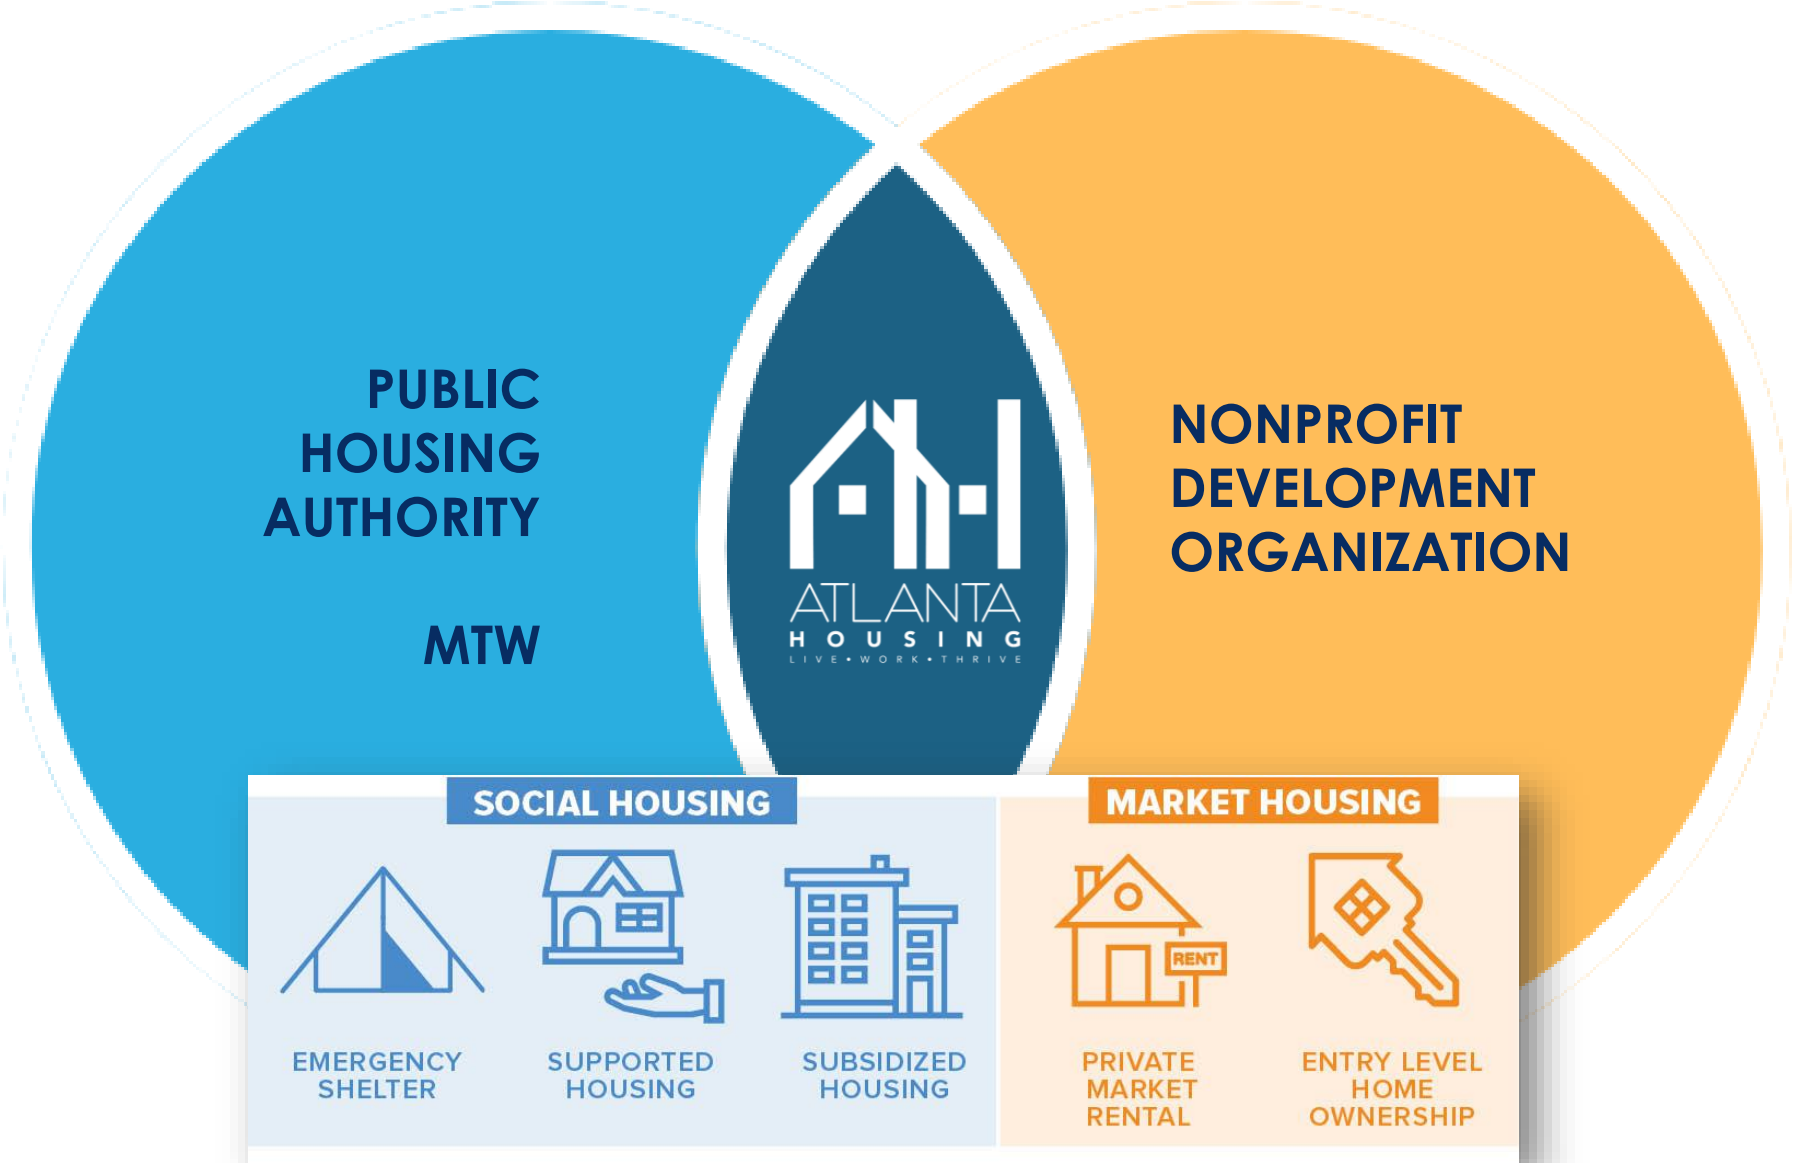 PUBLIC
HOUSING
AUTHORITY
MTW
ATLANTA
HOUSING
LIVE•WORK•THRIVE
NONPROFIT
DEVELOPMENT
ORGANIZATION
SOCIAL HOUSING
EMERGENCY
SHELTER
SUPPORTED
HOUSING
SUBSIDIZED
HOUSING
MARKET HOUSING
RENT
PRIVATE
MARKET
RENTAL
ENTRY LEVEL
HOME
OWNERSHIP